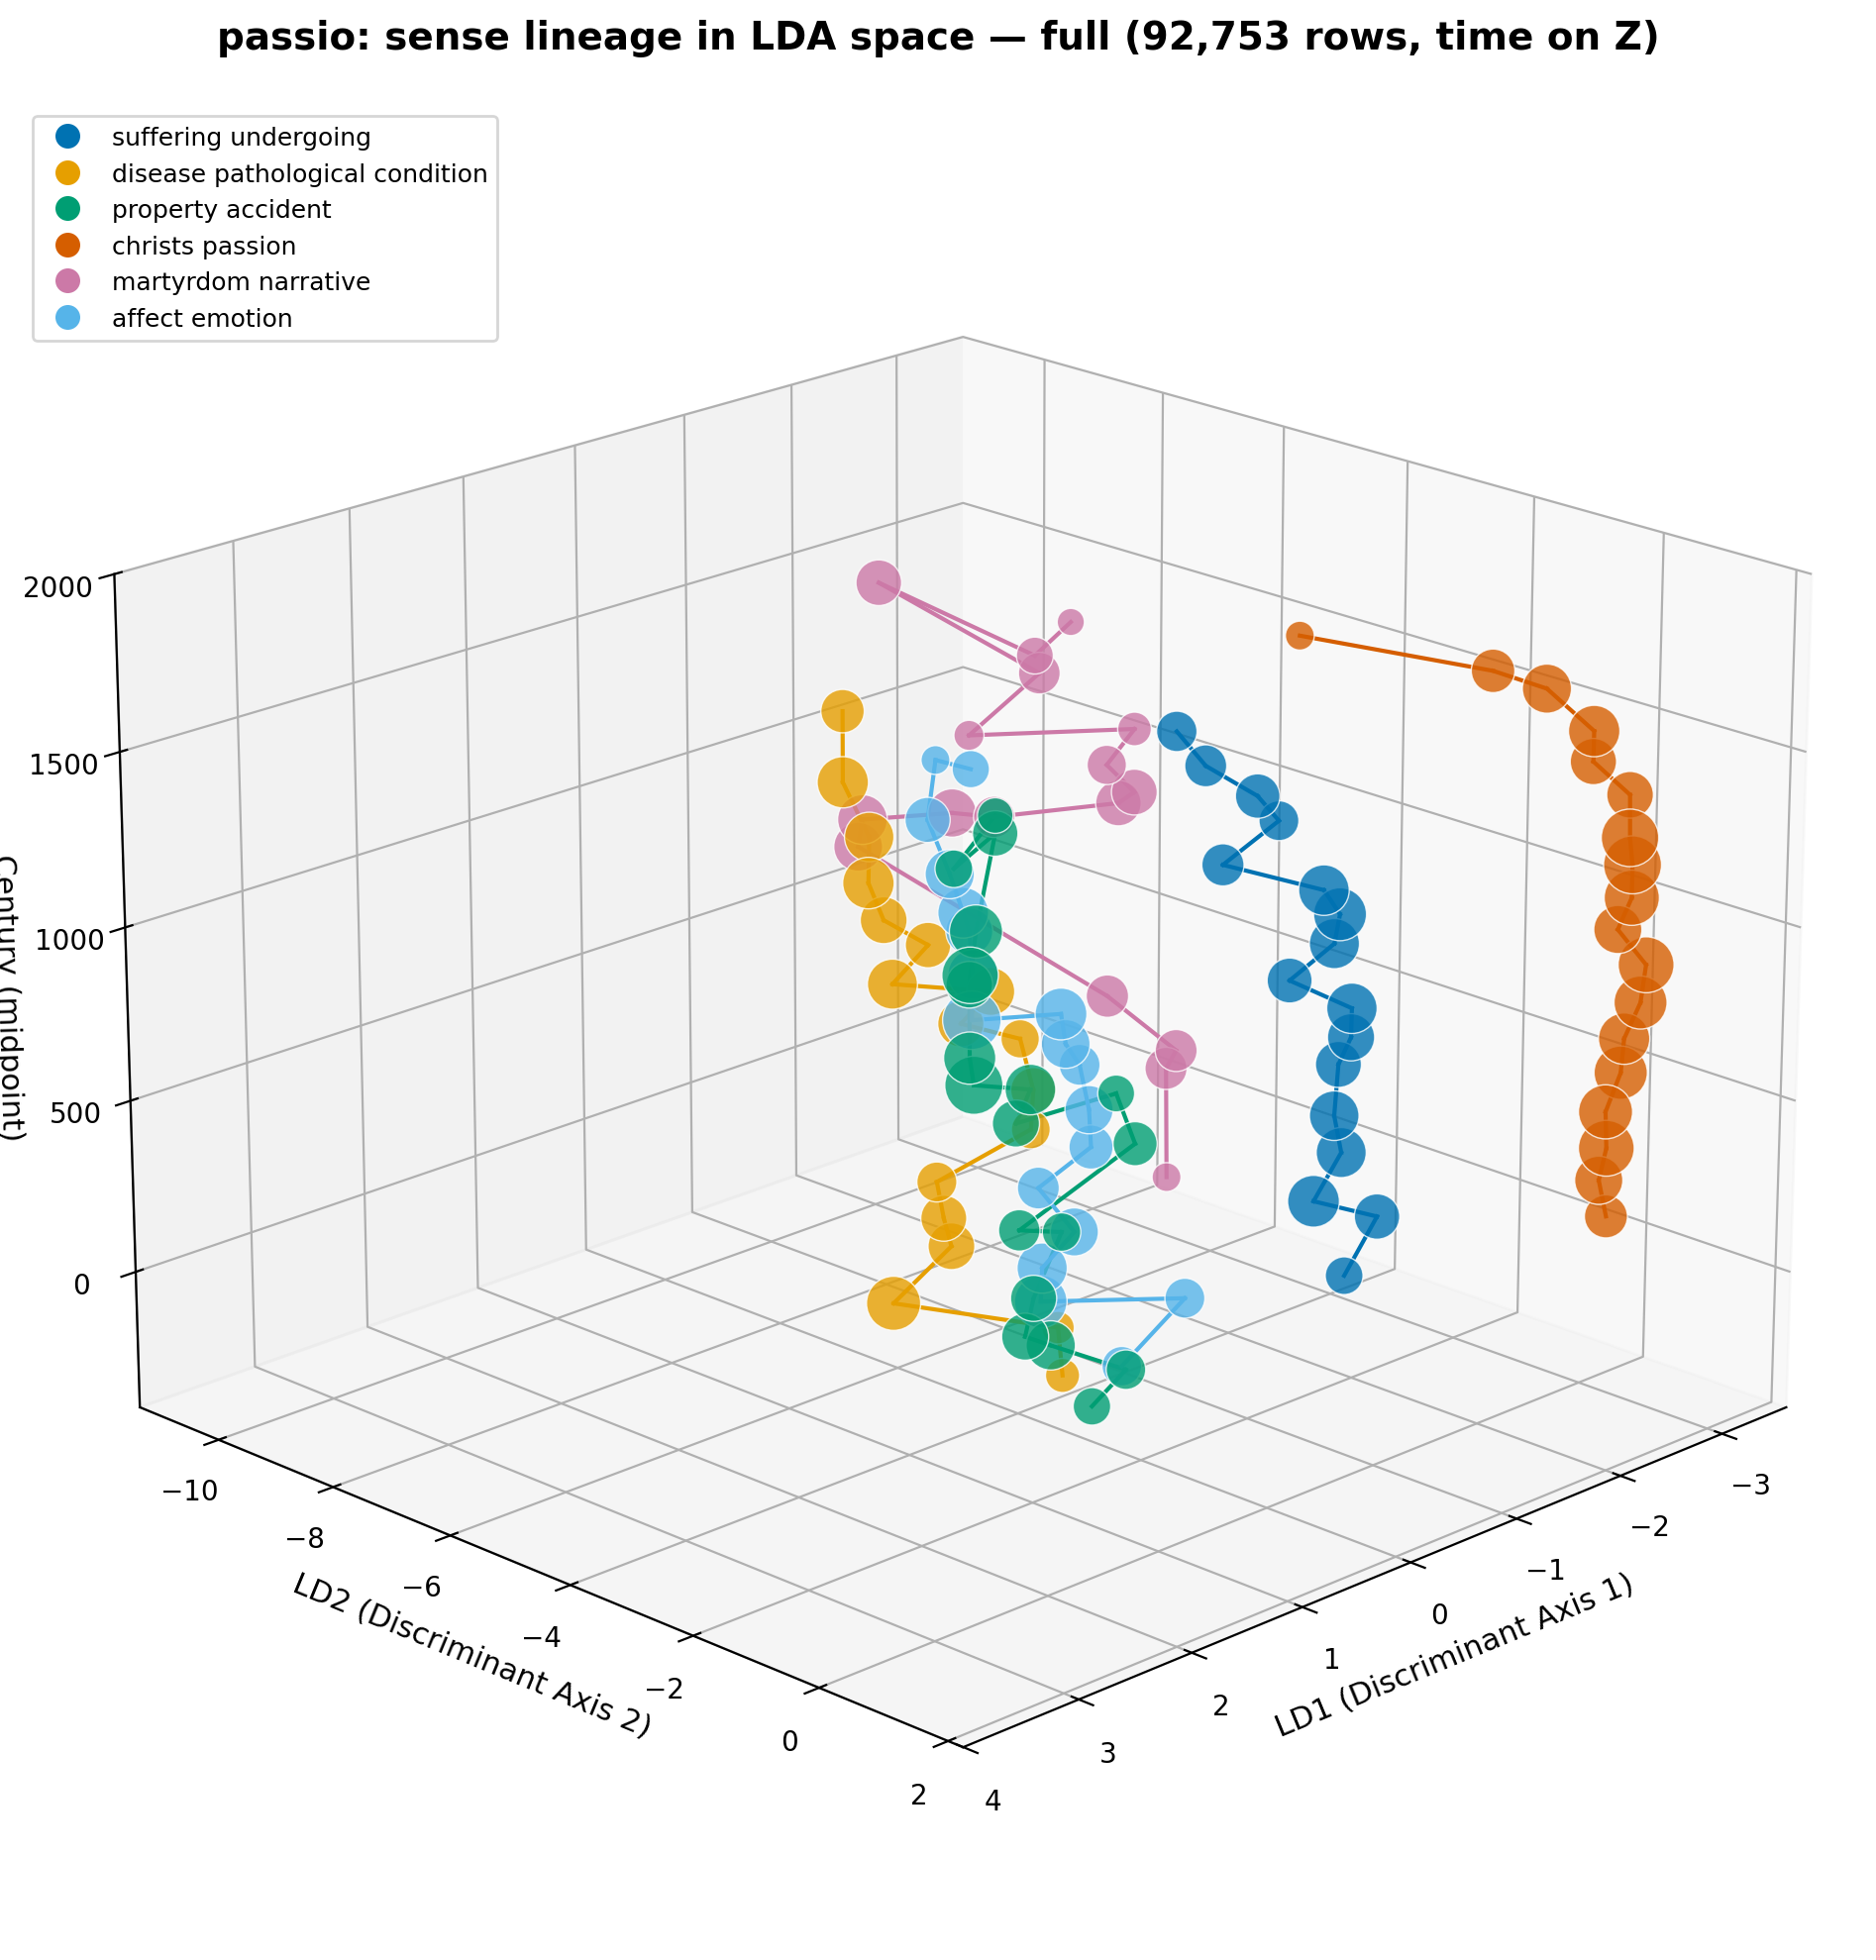 passio: sense lineage in LDA space — full (92,753 rows, time on Z)
suffering undergoing
disease pathological condition
property accident
christs passion
martyrdom narrative
affect emotion
2000
1500
1000
500
0
Century (midpoint)
−10
−8
−6
−4
−2
0
2
LD2 (Discriminant Axis 2)
−3
−2
−1
0
1
2
3
4
LD1 (Discriminant Axis 1)